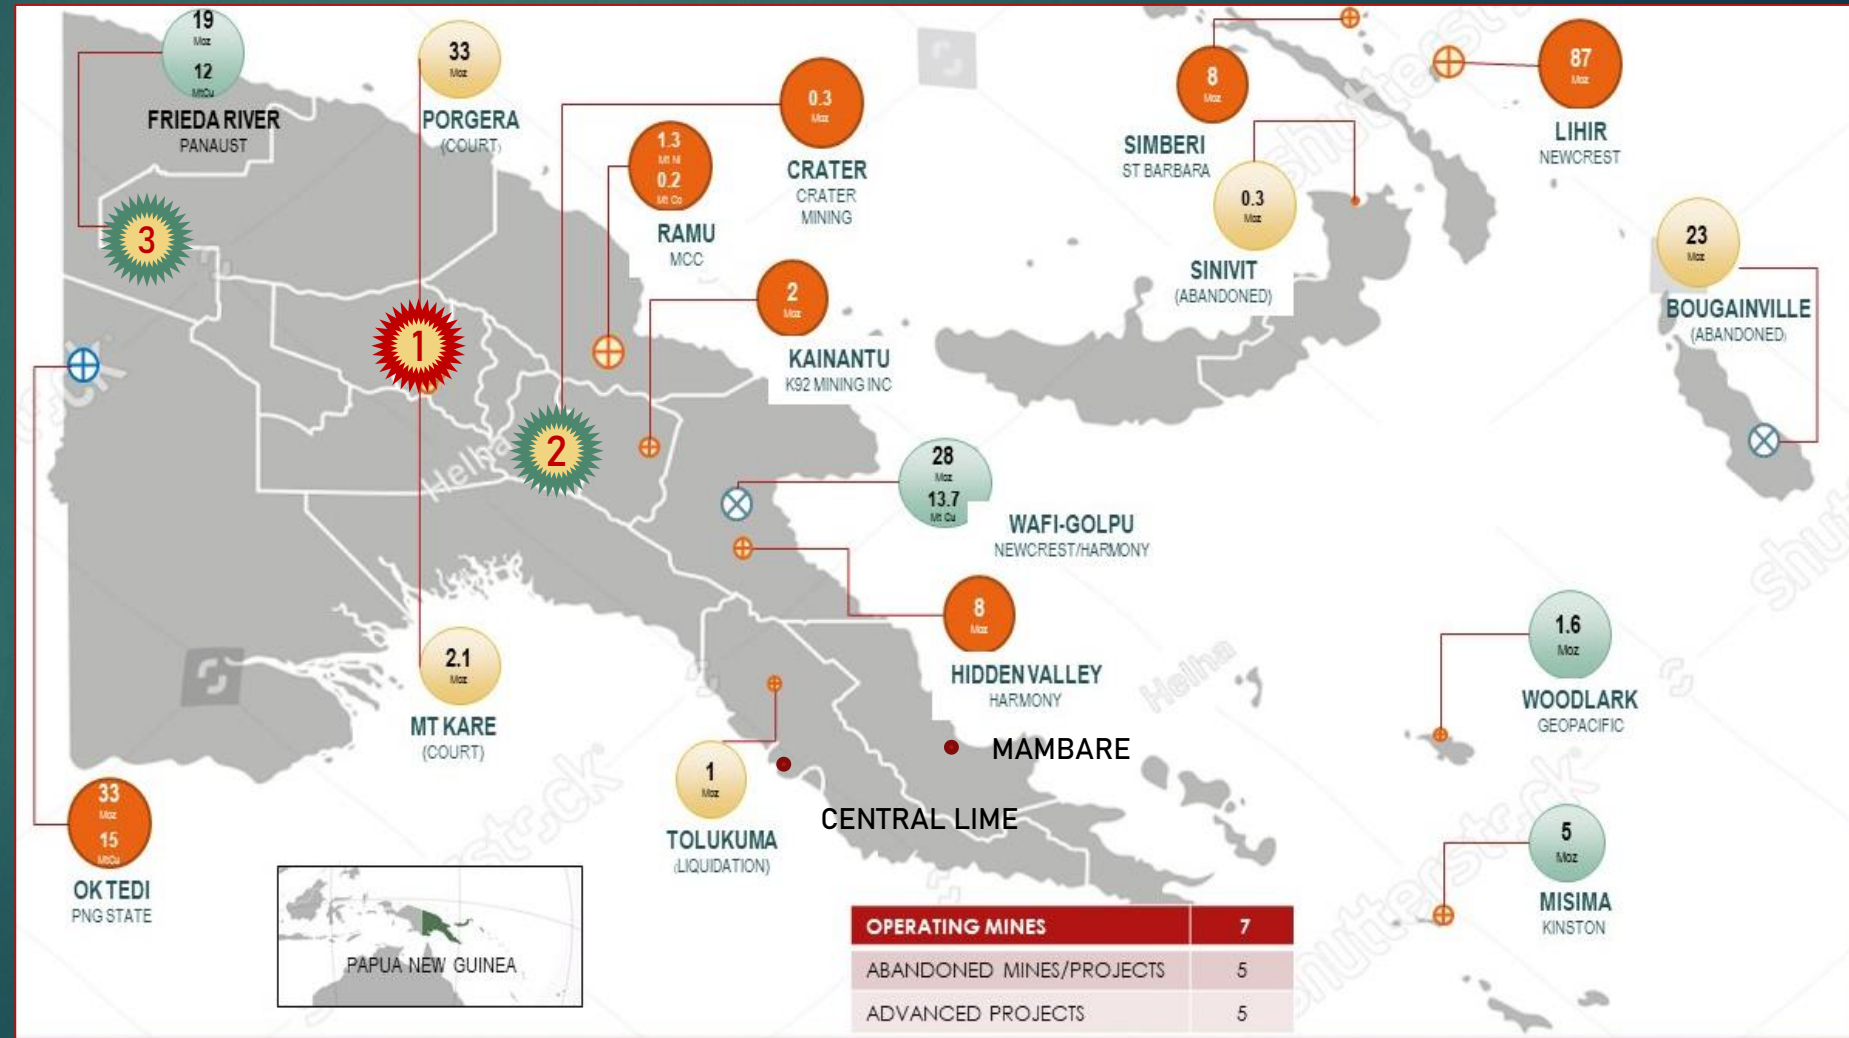 19
Moz
12
MtCu
FRIEDA RIVER
PANAUST
33
Moz
PORGERA
(COURT)
1.3
Mt Ni
0.2
Mt Co
RAMU
MCC
0.3
Moz
CRATER
CRATER
MINING
2
Moz
KAINANTU
K92 MINING INC
8
Moz
SIMBERI
ST BARBARA
87
Moz
LIHIR
NEWCREST
0.3
Moz
SINIVIT
(ABANDONED)
23
Moz
BOUGAINVILLE
(ABANDONED)
3
1
2
28
Moz
13.7
Mt Cu
WAFI-GOLPU
NEWCREST/HARMONY
8
Moz
HIDDEN VALLEY
HARMONY
1.6
Moz
WOODLARK
GEOPACIFIC
2.1
Moz
MT KARE
(COURT)
MAMBARE
1
Moz
TOLUKUMA
(LIQUIDATION)
CENTRAL LIME
33
Moz
15
MtCu
OK TEDI
PNG STATE
5
Moz
MISIMA
KINSTON
PAPUA NEW GUINEA
OPERATING MINES 7
ABANDONED MINES/PROJECTS 5
ADVANCED PROJECTS 5
Helha
Helha
shutterstock
shutterstock